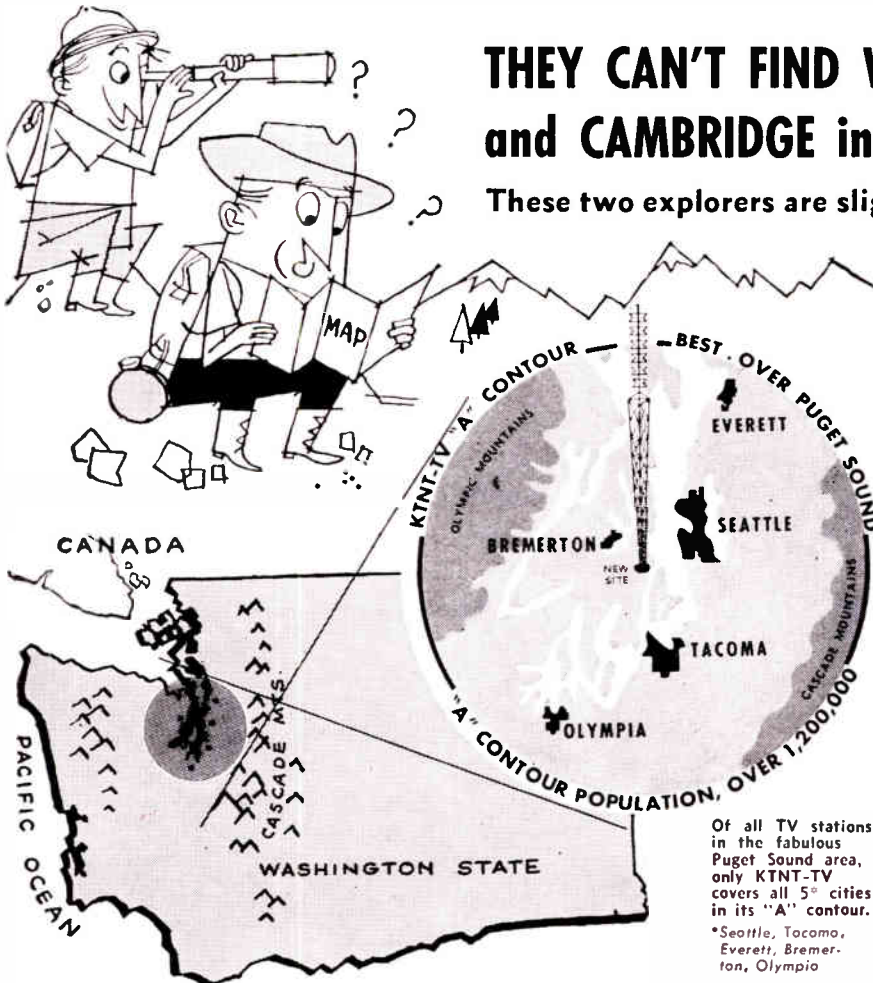 THEY CAN'T FIND
and CAMBRIDGE in
These two explorers are
?
?
?
MAP
KTNT-TV "A" CONTOUR — BEST OVER PUGET SOUND
OLYMPIC MOUNTAINS
EVERETT
SEATTLE
BREMERTON
NEW
SITE
CASCADE MOUNTAINS
TACOMA
OLYMPIA
"A" CONTOUR POPULATION, OVER 1,200,000
CANADA
CASCADE MTS.
PACIFIC OCEAN
WASHINGTON STATE
Of all TV stations
in the fabulous
Puget Sound area,
only KTNT-TV
covers all 5* cities
in its "A" contour.
*Seattle, Tocomo,
Everett, Bremer-
ton, Olympio